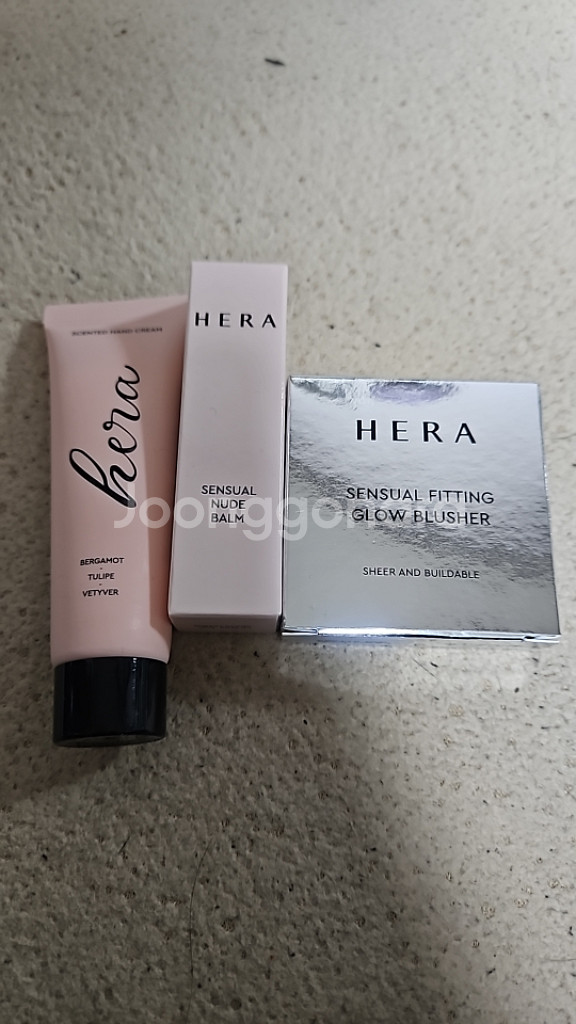 SCENTED HAND CREAM
hera
BERGAMOT
-
TULIPE
-
VETYVER
HERA
SENSUAL
NUDE
BALM
HERA
SENSUAL FITTING
GLOW BLUSHER
SHEER AND BUILDABLE